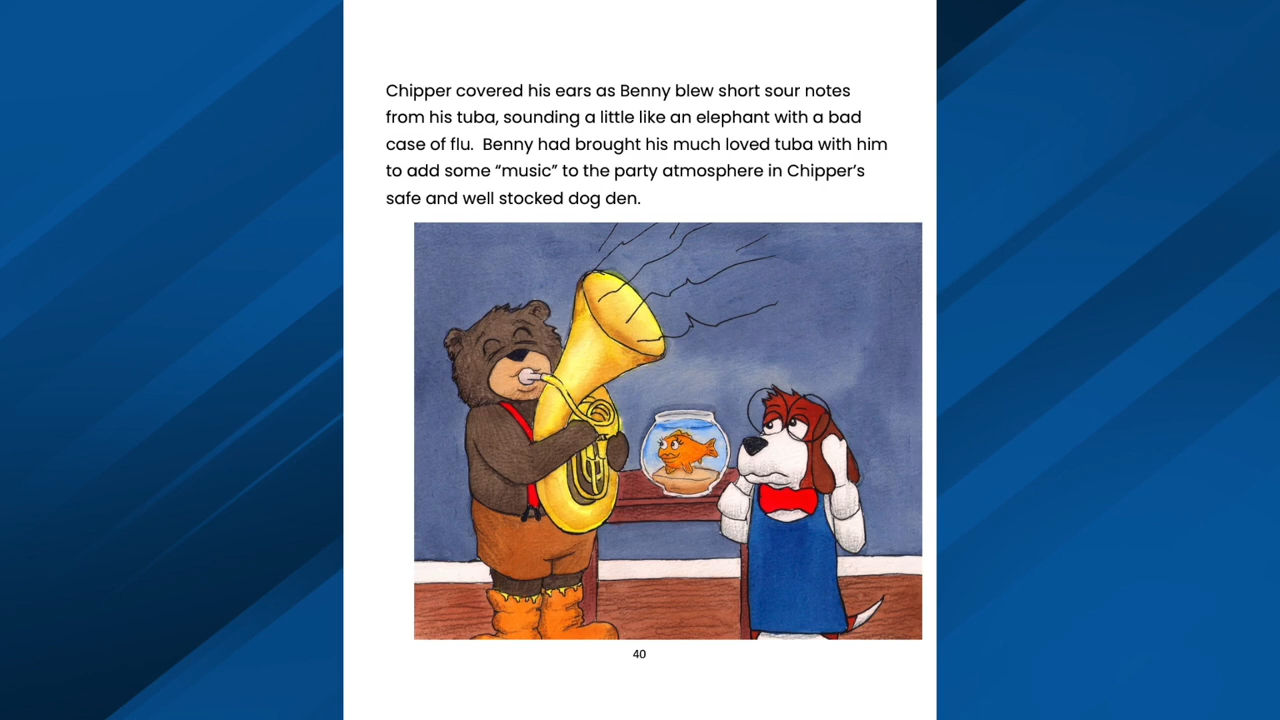 Chipper covered his ears as Benny blew short sour notes
from his tuba, sounding a little like an elephant with a bad
case of flu.  Benny had brought his much loved tuba with him
to add some “music” to the party atmosphere in Chipper’s
safe and well stocked dog den.
40